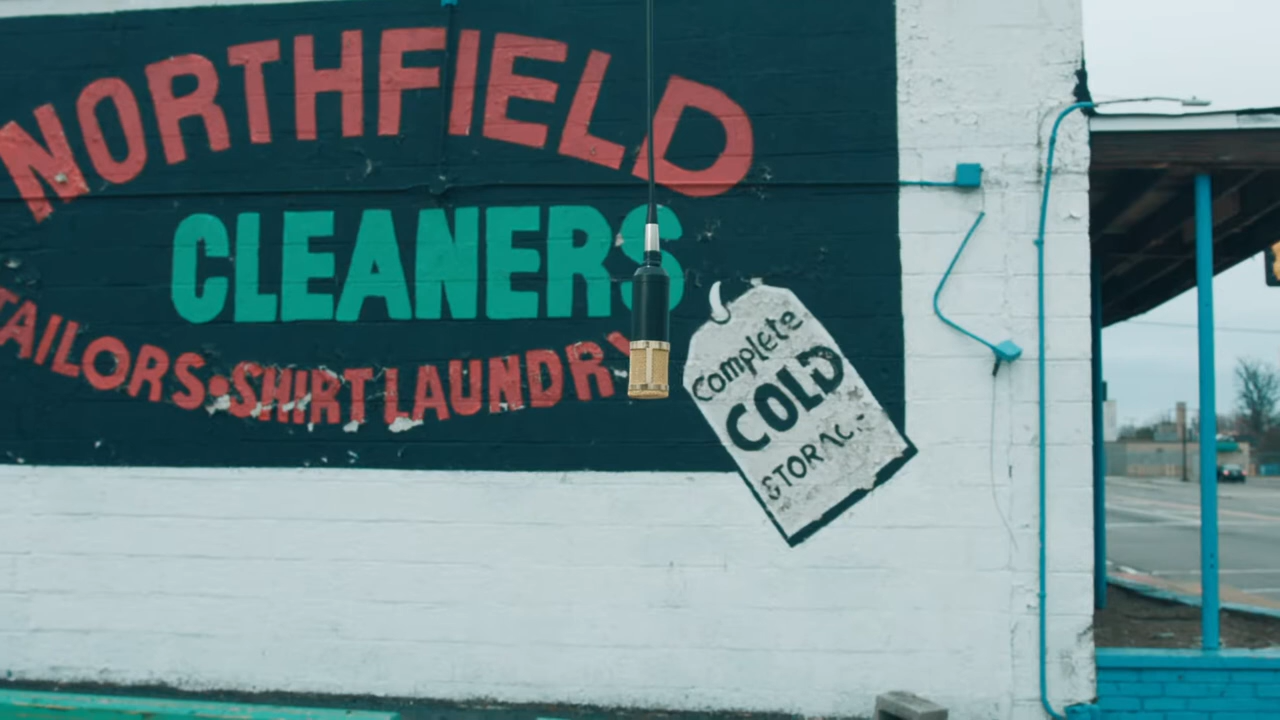 NORTHFIELD
CLEANERS
TAILORS•SHIRT LAUNDRY
Complete
COLD
STORAGE